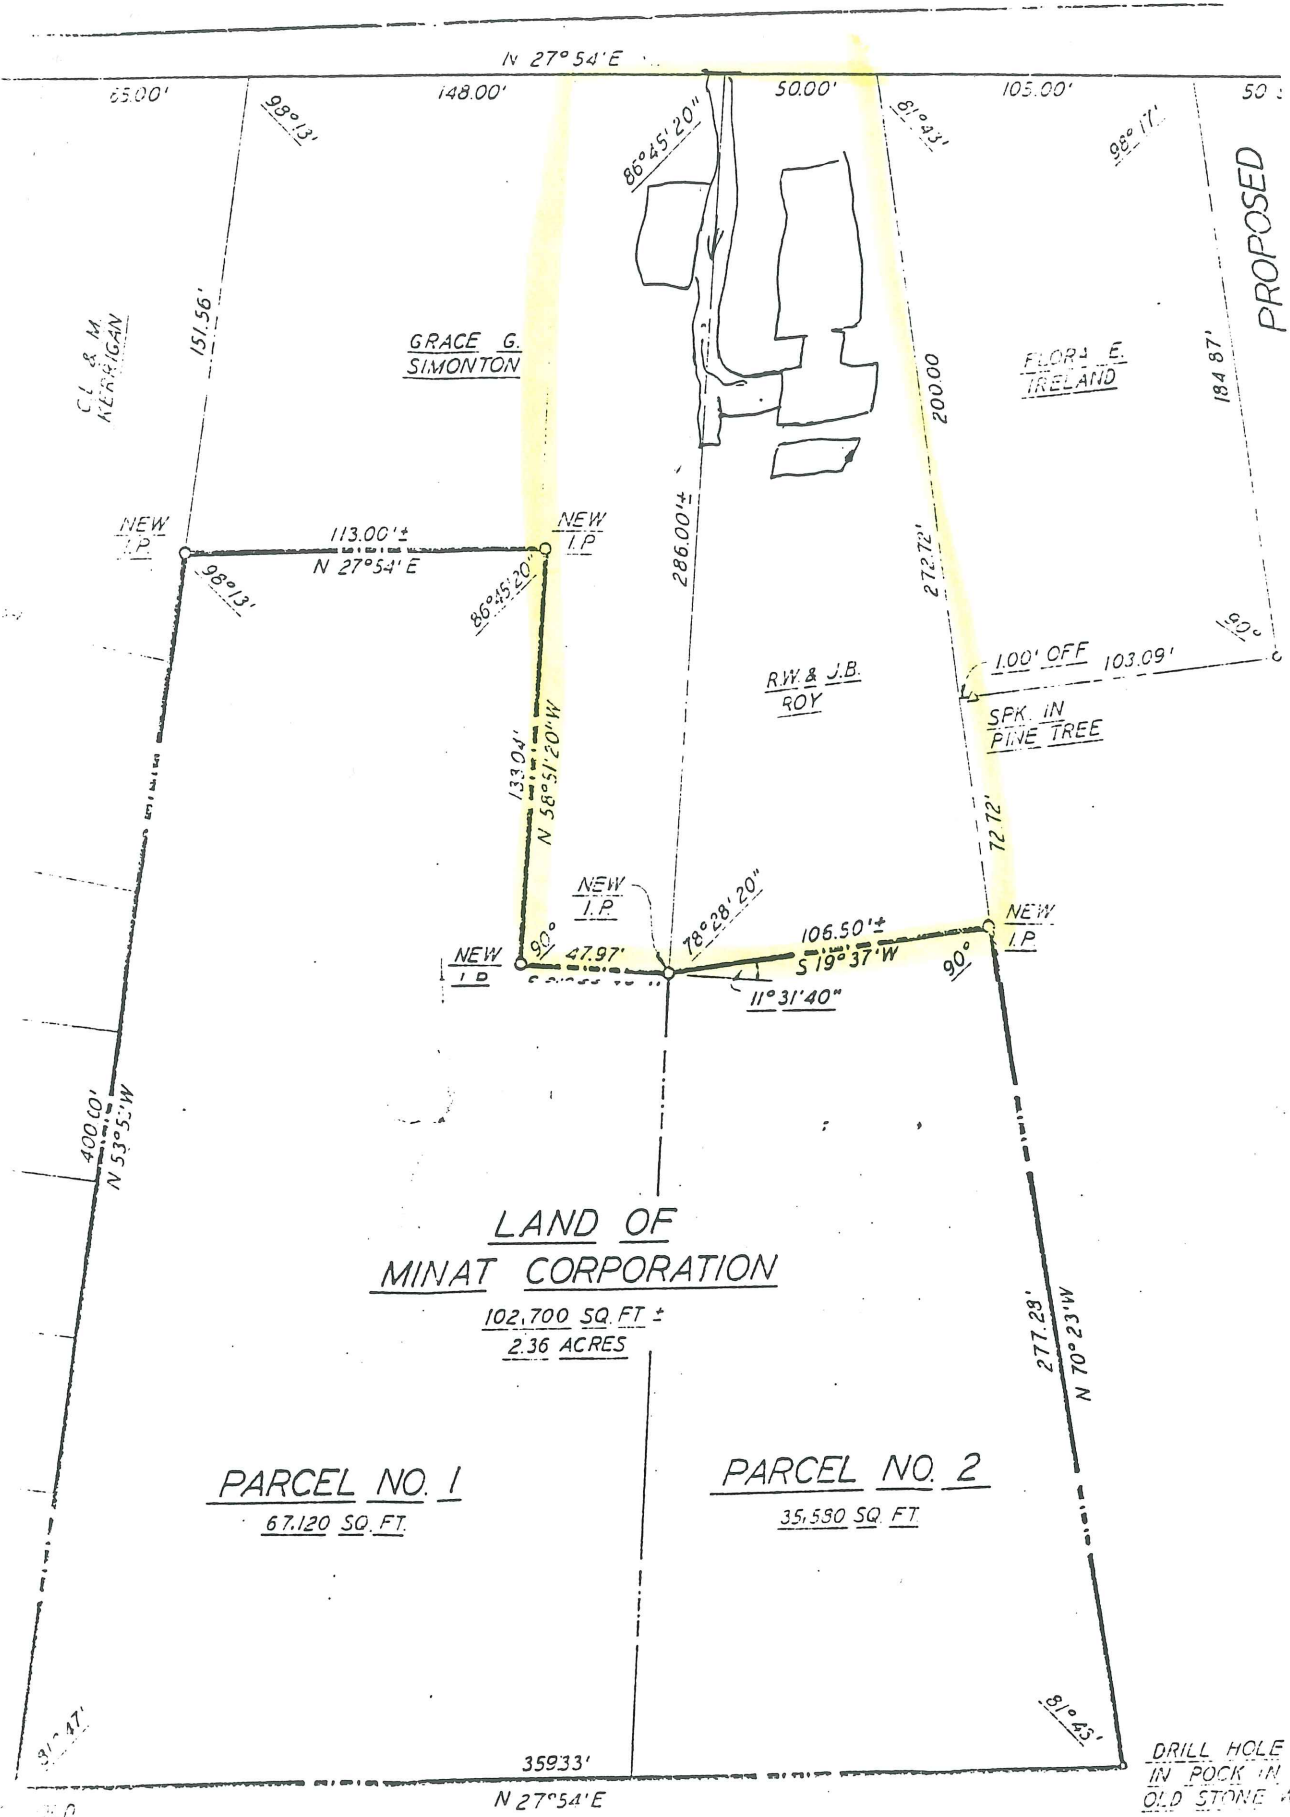 N 27°54'E
65.00'
148.00'
50.00'
105.00'
50
98°13'
86°45'20"
81°43'
98°17'
PROPOSED
C.L. & M.
KERRIGAN
151.56'
GRACE G.
SIMONTON
200.00
FLORA E.
IRELAND
184.87'
NEW
I.P.
113.00'±
N 27°54'E
NEW
I.P.
98°13'
86°45'20"
286.00'±
272.72'
90°
1.00' OFF
103.09'
R.W. & J.B.
ROY
SPK. IN
PINE TREE
133.04'
N 58°51'20"W
72.72'
NEW
I.P.
78°28'20"
106.50'±
S 19°37'W
NEW
I.P.
90°
NEW
I.P.
90°
47.97'
11°31'40"
400.00'
LAND OF
MINAT CORPORATION
102,700 SQ. FT ±
2.36 ACRES
277.28'
N 70°23'W
PARCEL NO. 1
67,120 SQ. FT.
PARCEL NO. 2
35,580 SQ. FT.
81°43'
359.33'
N 27°54'E
DRILL HOLE
IN ROCK IN
OLD STONE